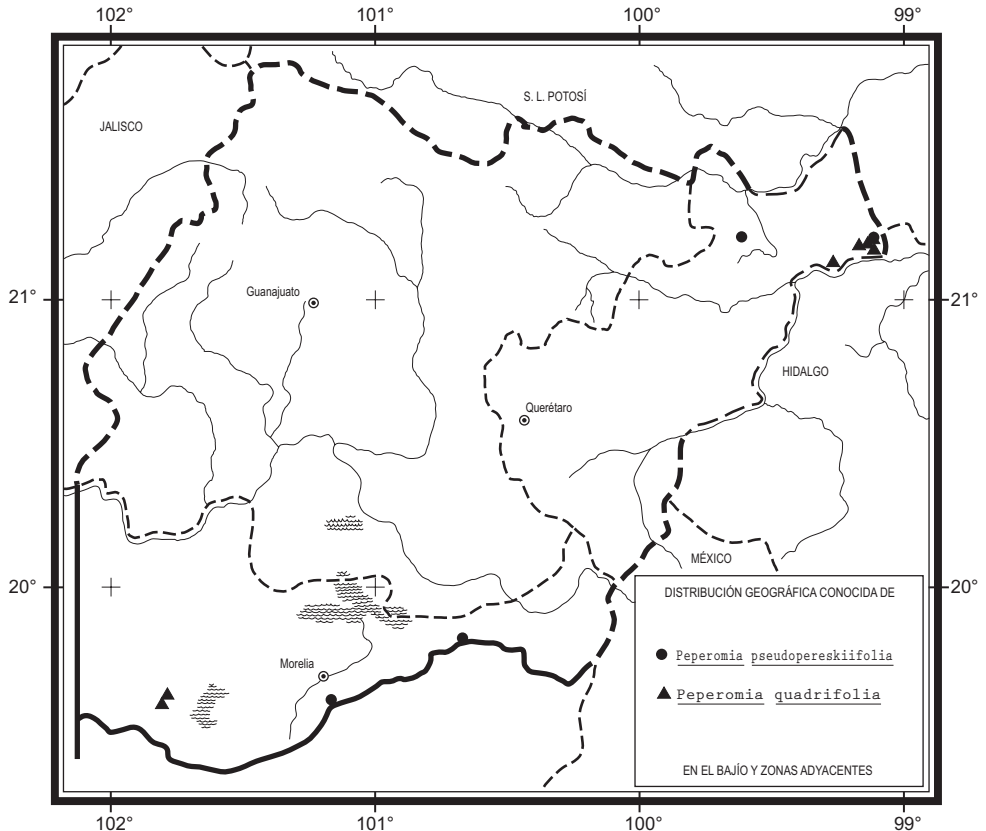 102° 101° 100° 99°
S. L. POTOSÍ
JALISCO
Guanajuato
21° 21°
HIDALGO
Querétaro
MÉXICO
20° 20°
DISTRIBUCIÓN GEOGRÁFICA CONOCIDA DE
Peperomia pseudopereskiifolia
Morelia
Peperomia quadrifolia
EN EL BAJÍO Y ZONAS ADYACENTES
102° 101° 100° 99°